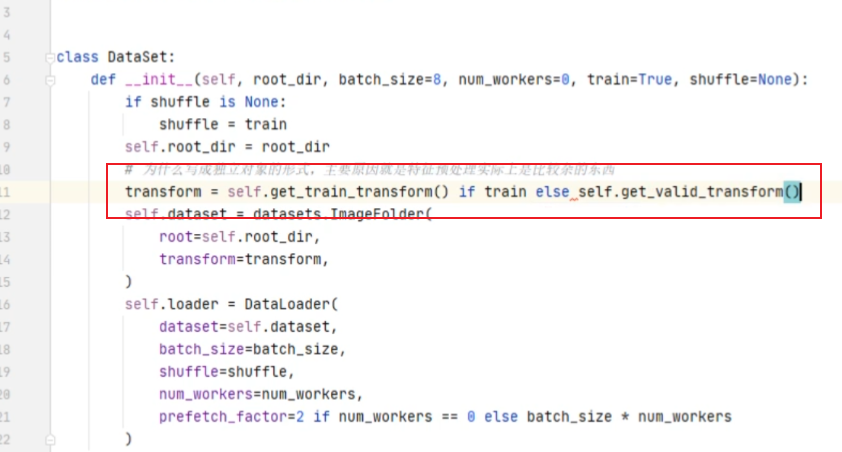 3
4
5 class DataSet:
6 def __init__(self, root_dir, batch_size=8, num_workers=0, train=True, shuffle=None):
7 if shuffle is None:
8 shuffle = train
9 self.root_dir = root_dir
10 # 为什么写成独立对象的形式，主要原因就是特征预处理实际上是比较杂的东西
11 transform = self.get_train_transform() if train else self.get_valid_transform()
12 self.dataset = datasets.ImageFolder(
13 root=self.root_dir,
14 transform=transform,
15 )
16 self.loader = DataLoader(
17 dataset=self.dataset,
18 batch_size=batch_size,
19 shuffle=shuffle,
20 num_workers=num_workers,
21 prefetch_factor=2 if num_workers == 0 else batch_size * num_workers
22 )